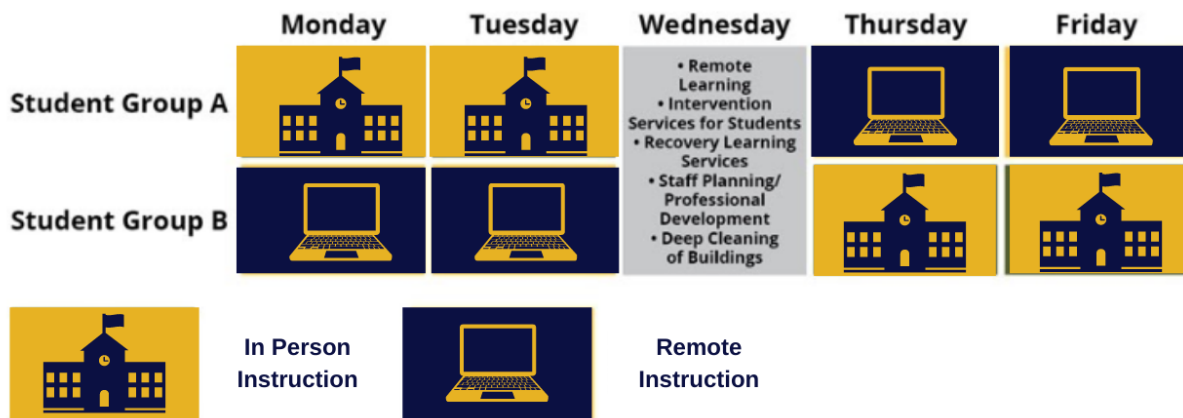 Monday Tuesday Wednesday Thursday Friday
Student Group A
• Remote
Learning
• Intervention
Services for Students
• Recovery Learning
Services
• Staff Planning/
Professional
Development
• Deep Cleaning
of Buildings
Student Group B
In Person
Instruction
Remote
Instruction